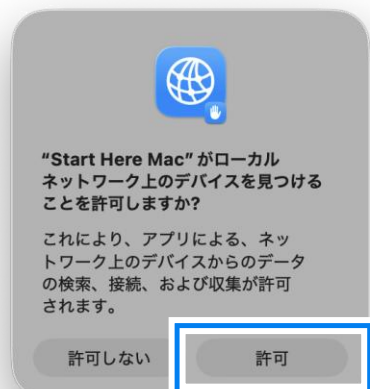 “Start Here Mac”がローカル
ネットワーク上のデバイスを見つける
ことを許可しますか?
これにより、アプリによる、ネッ
トワーク上のデバイスからのデータ
の検索、接続、および収集が許可
されます。
許可しない
許可